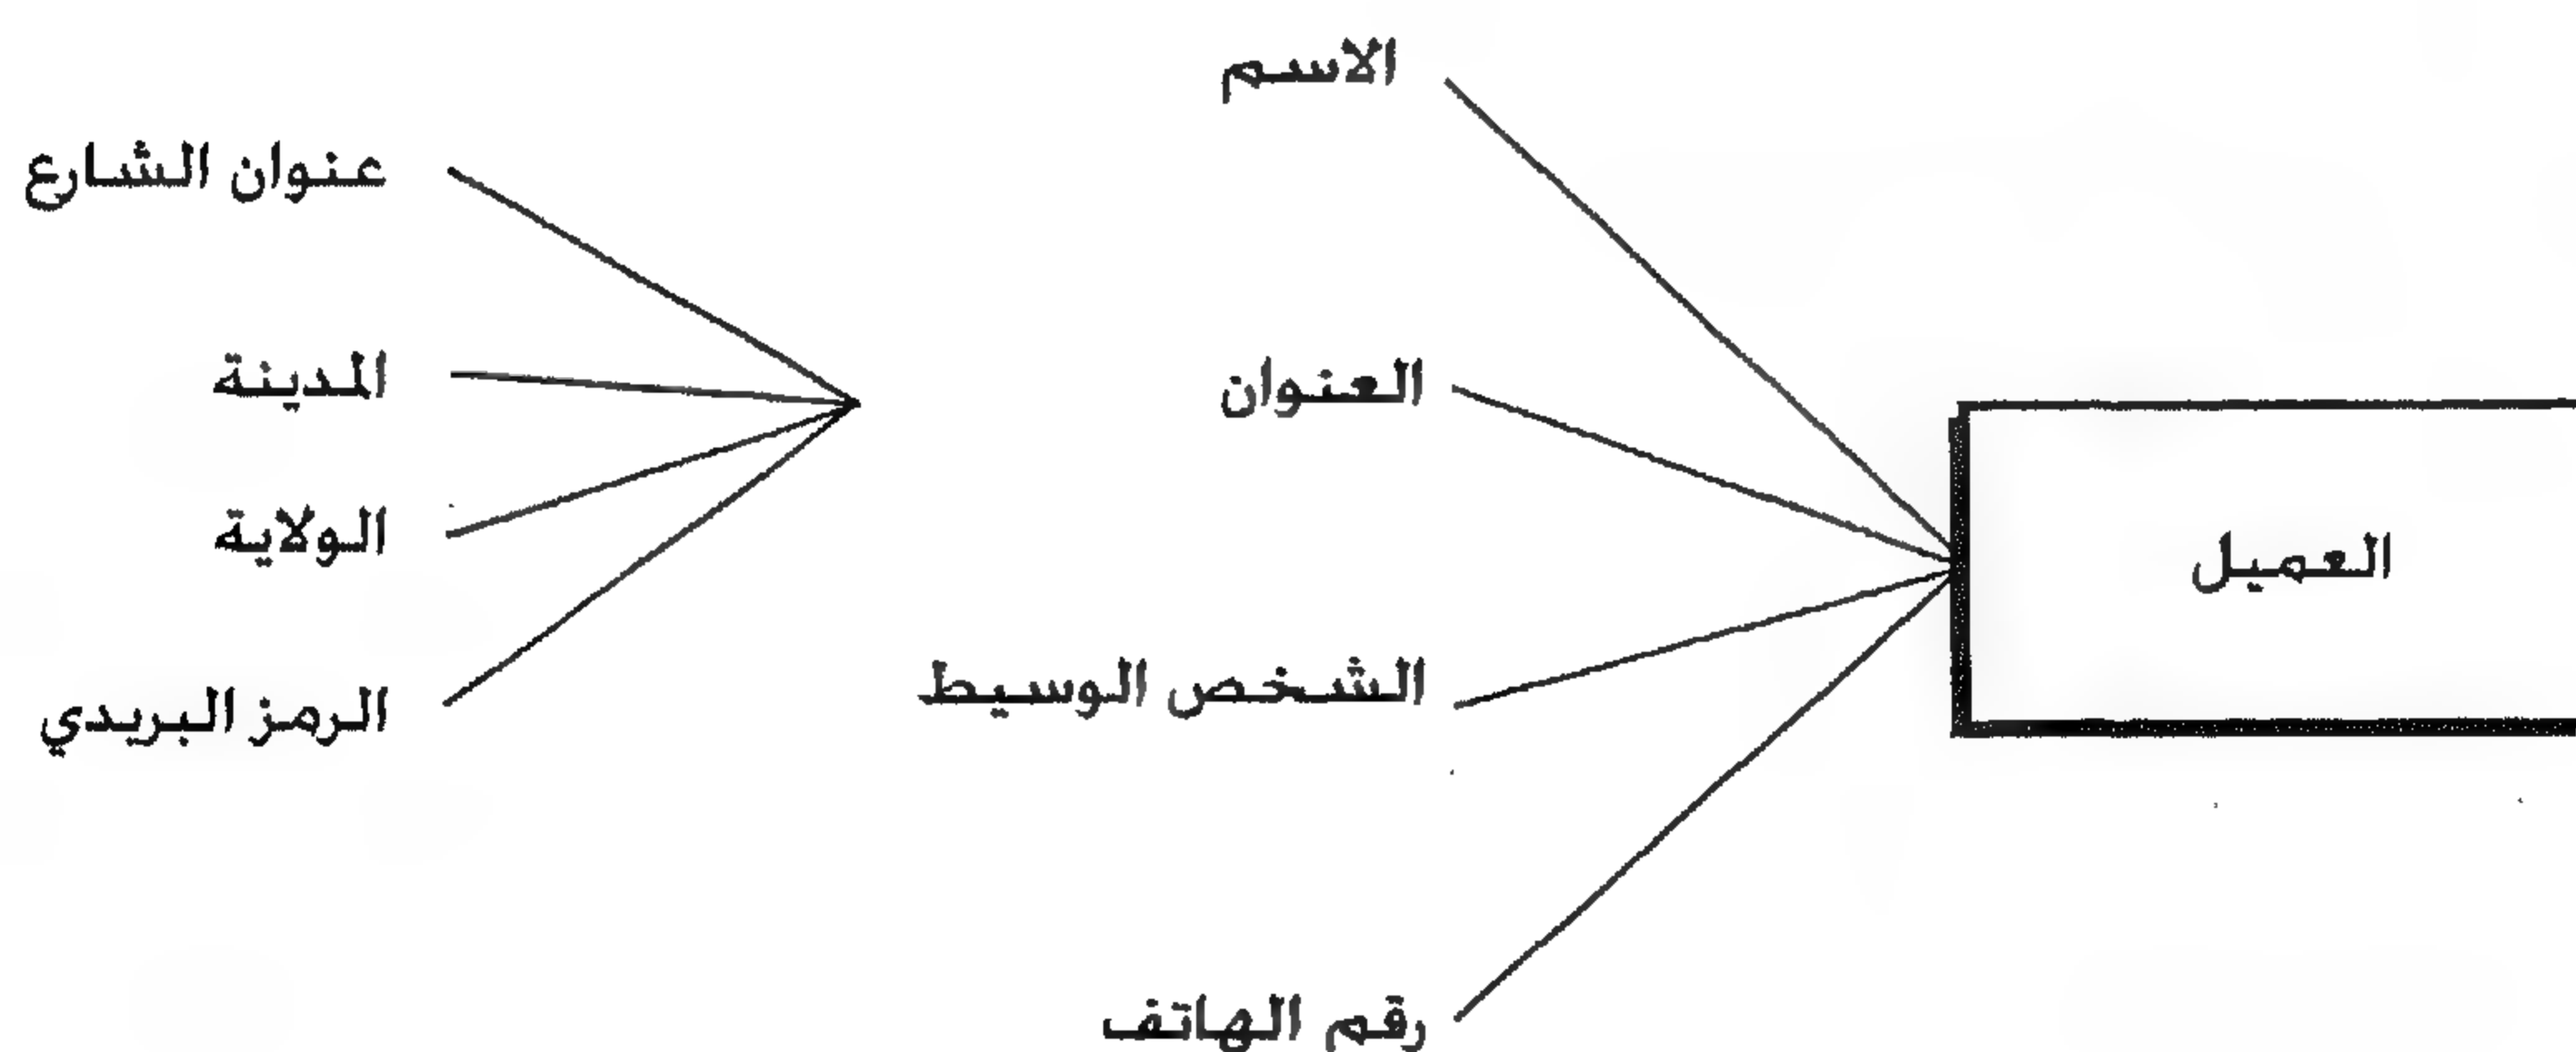 العميل
الاسم
العنوان
الشخص الوسيط
رقم الهاتف
عنوان الشارع
المدينة
الولاية
الرمز البريدي